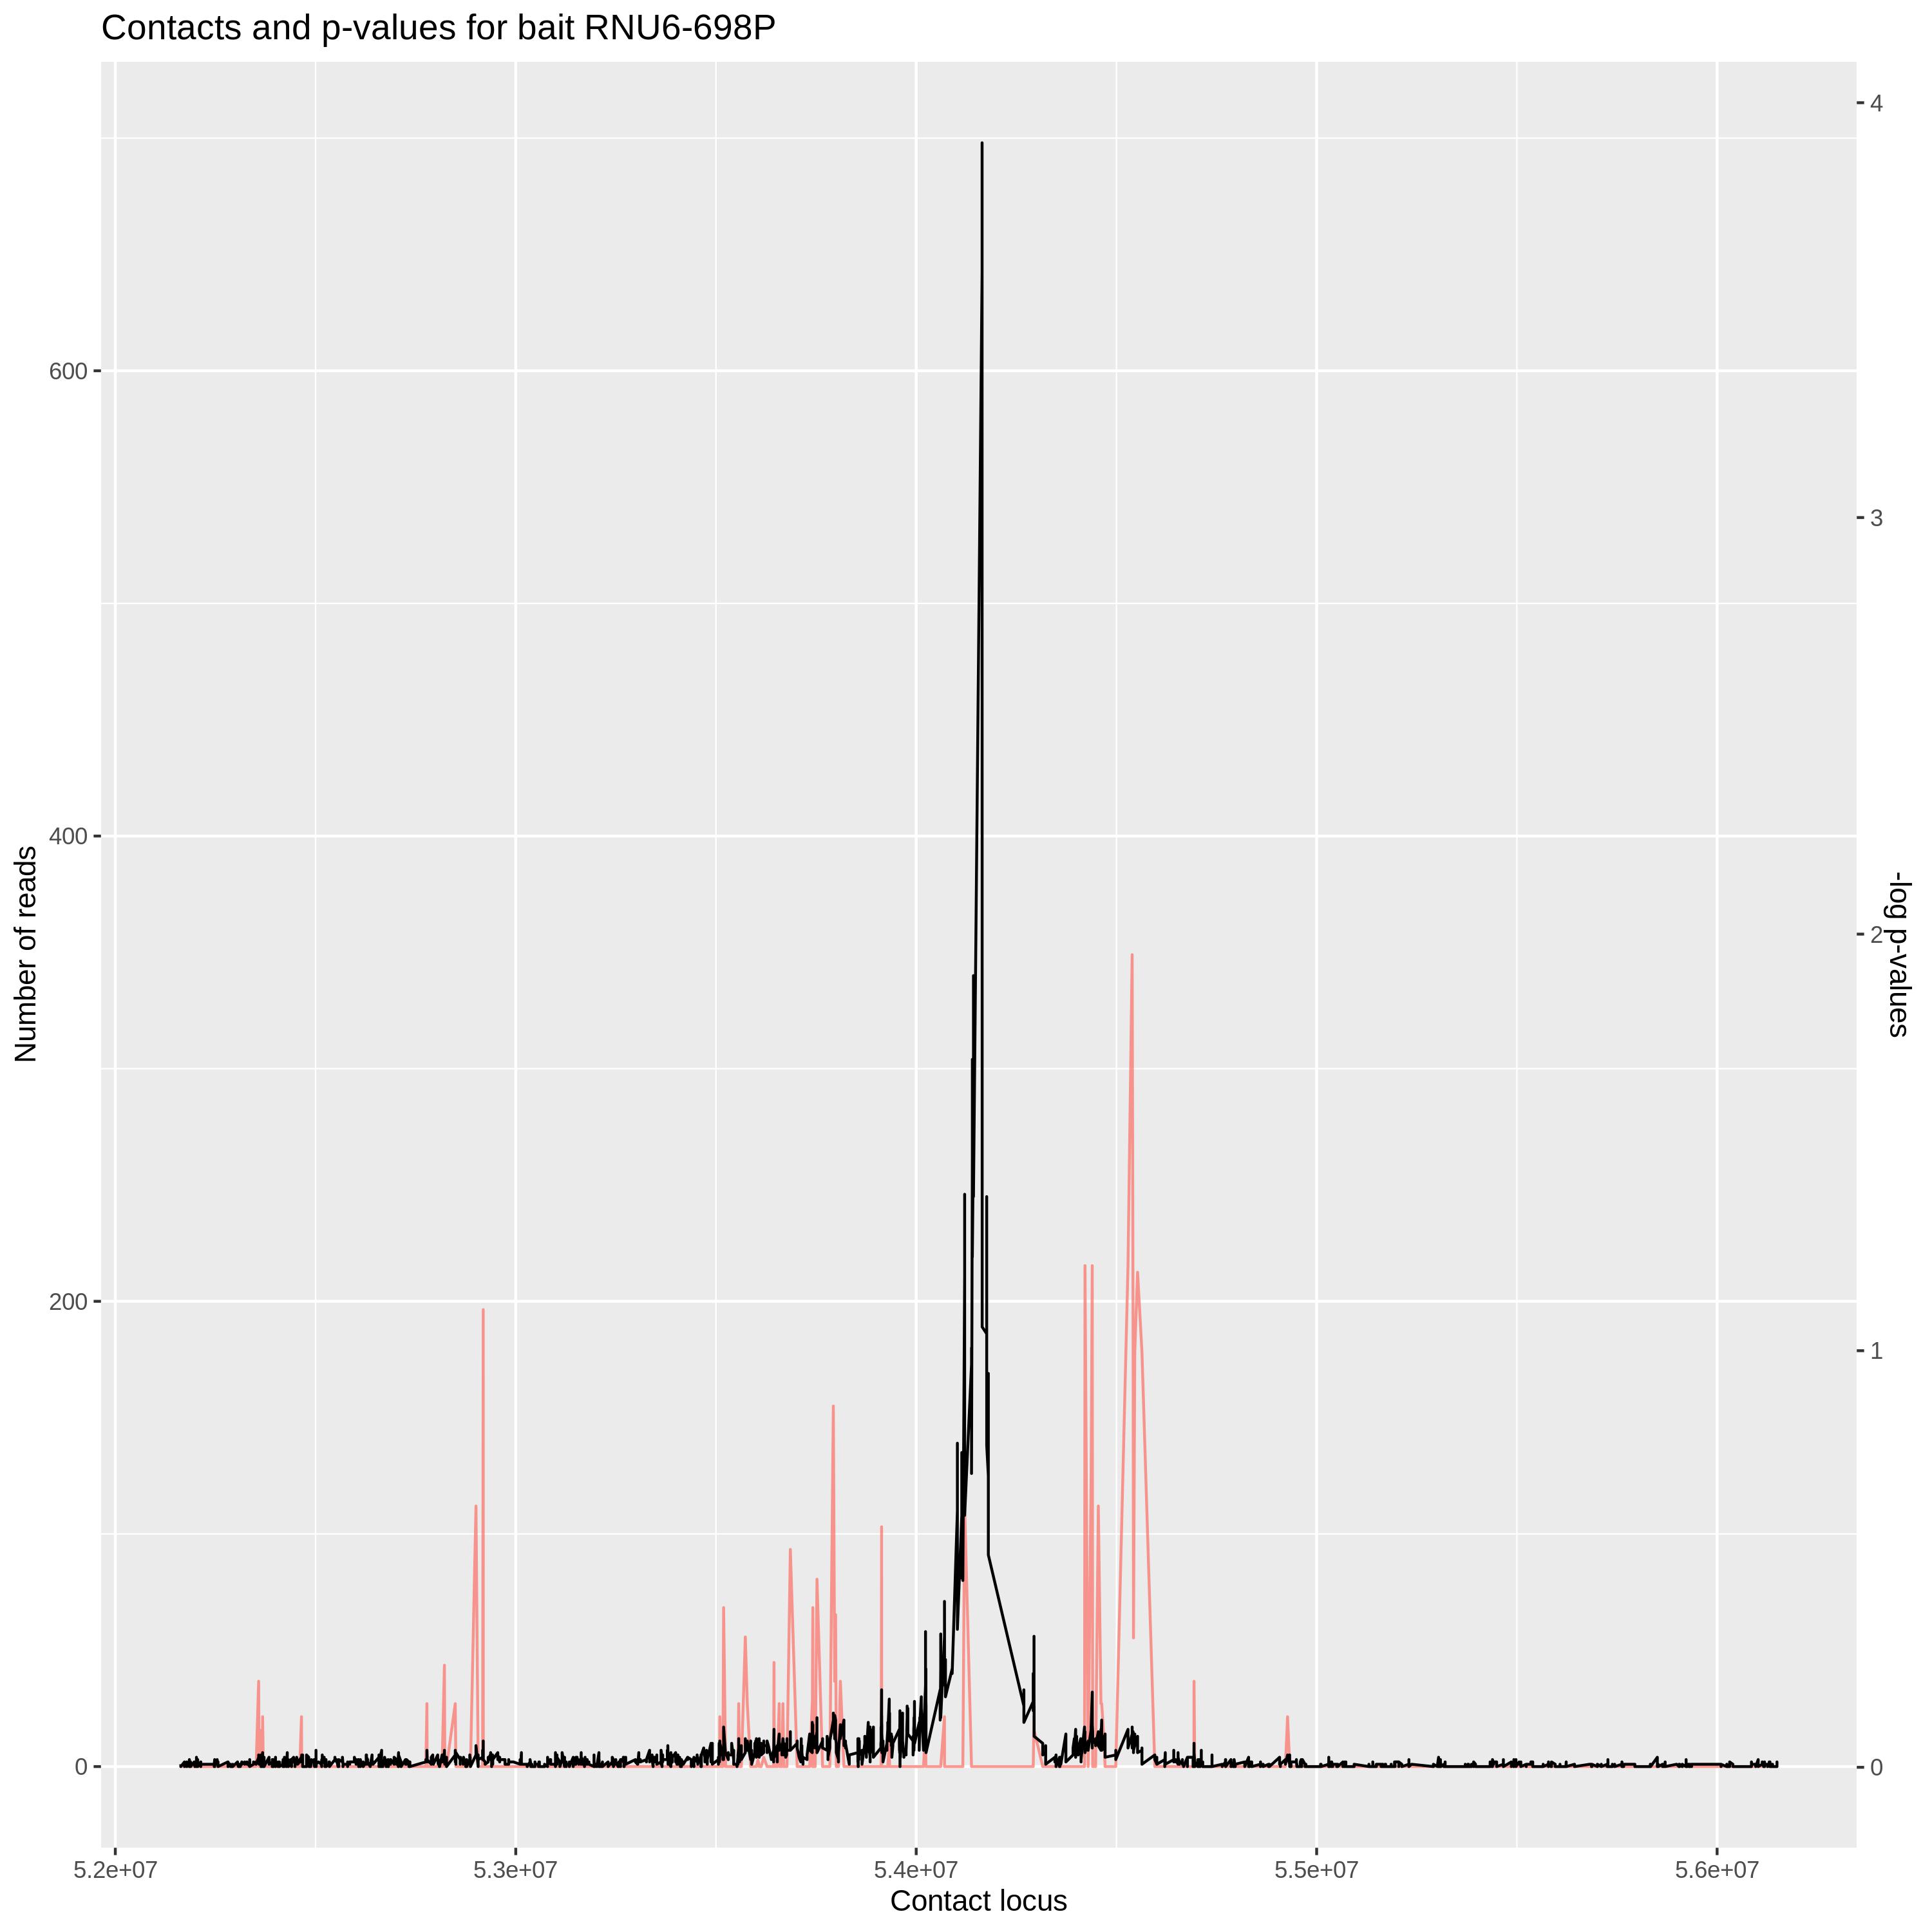 Contacts and p-values for bait RNU6-698P
4
600
3
400
2
200
1
0
0
Number of reads
-log p-values
5.2e+07
5.3e+07
5.4e+07
5.5e+07
5.6e+07
Contact locus